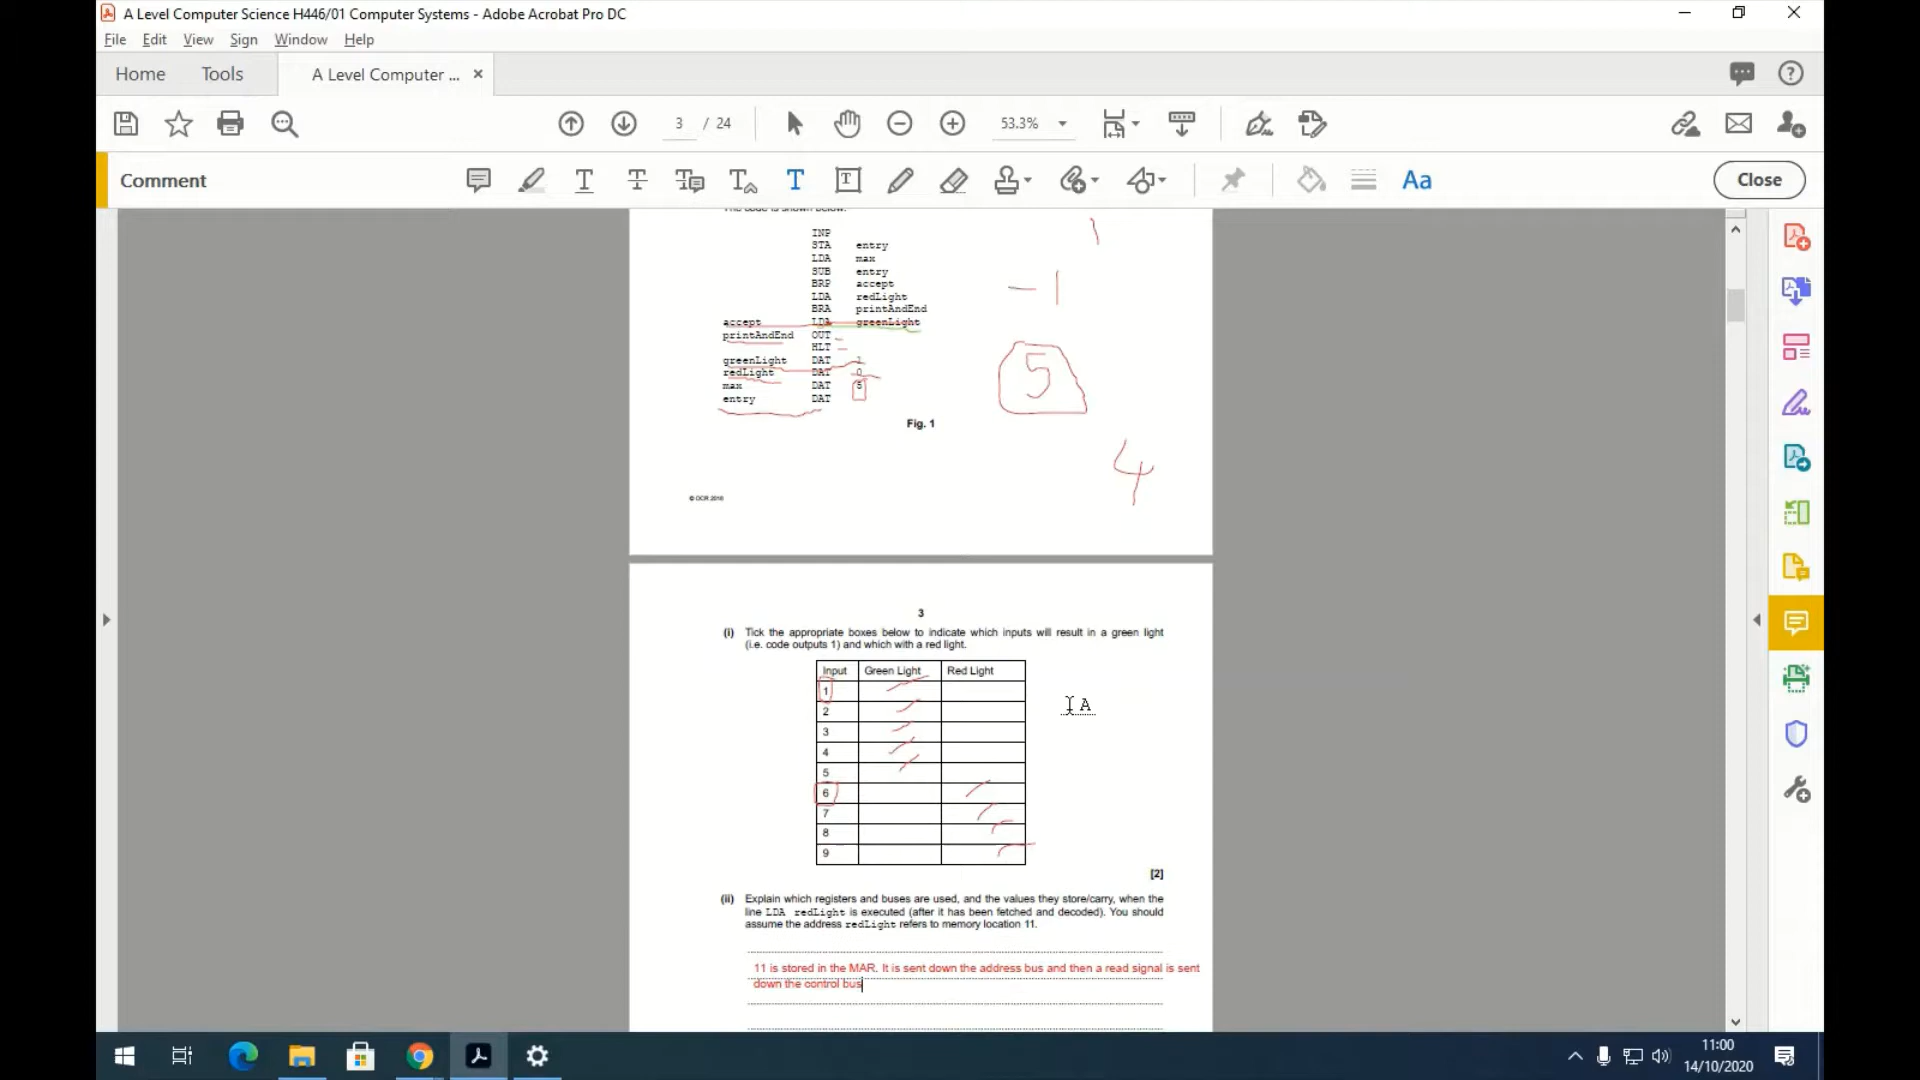 A Level Computer Science H446/01 Computer Systems - Adobe Acrobat Pro DC
File Edit View Sign Window Help
Home Tools A Level Computer ... ×
3 / 24 53.3%
Comment Aa Close
INP
STA entry
LDA max
SUB entry
BRP accept
LDA redLight
BRA printAndEnd
accept LDA greenLight
printAndEnd OUT
HLT
greenLight DAT 1
redLight DAT 0
max DAT 5
entry DAT
1
-1
5
4
Fig. 1
© OCR 2018
3
(i) Tick the appropriate boxes below to indicate which inputs will result in a green light
(i.e. code outputs 1) and which with a red light.
Input Green Light Red Light
1
2
3
4
5
6
7
8
9
A
[2]
(ii) Explain which registers and buses are used, and the values they store/carry, when the
line LDA redLight is executed (after it has been fetched and decoded). You should
assume the address redLight refers to memory location 11.
11 is stored in the MAR. It is sent down the address bus and then a read signal is sent
down the control bus
11:00
14/10/2020